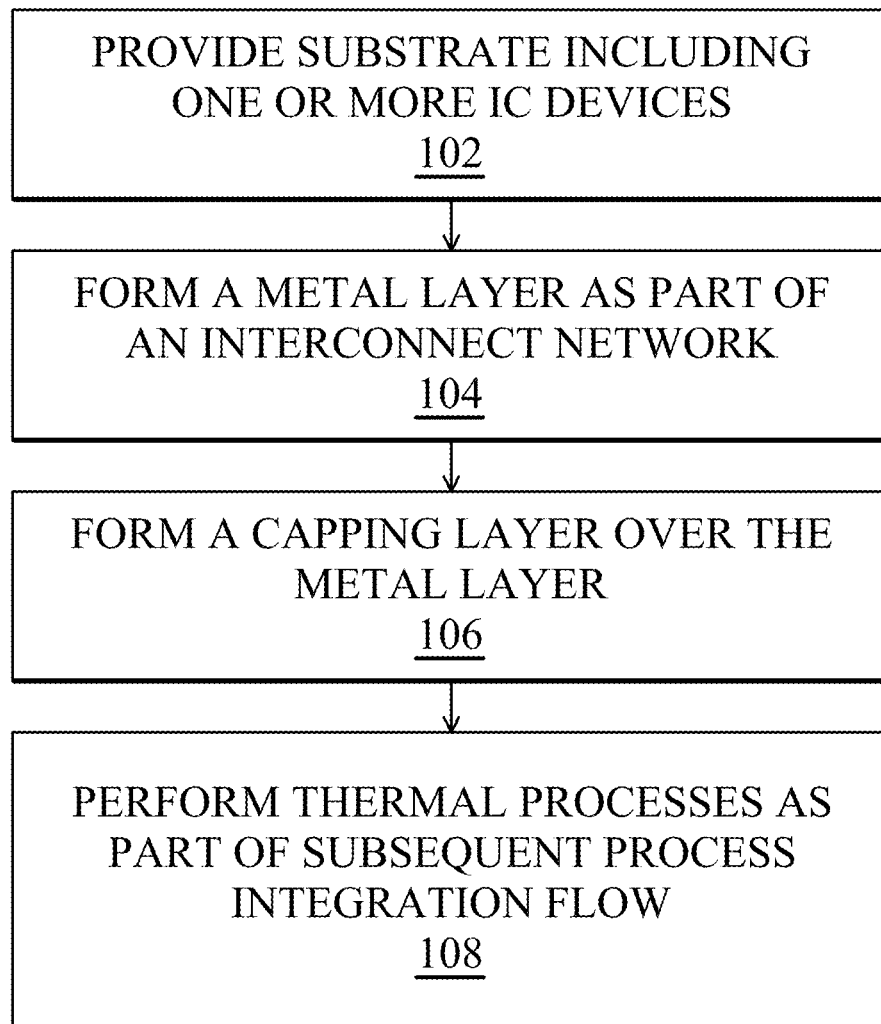 PROVIDE SUBSTRATE INCLUDING
ONE OR MORE IC DEVICES
102
FORM A METAL LAYER AS PART OF
AN INTERCONNECT NETWORK
104
FORM A CAPPING LAYER OVER THE
METAL LAYER
106
PERFORM THERMAL PROCESSES AS
PART OF SUBSEQUENT PROCESS
INTEGRATION FLOW
108